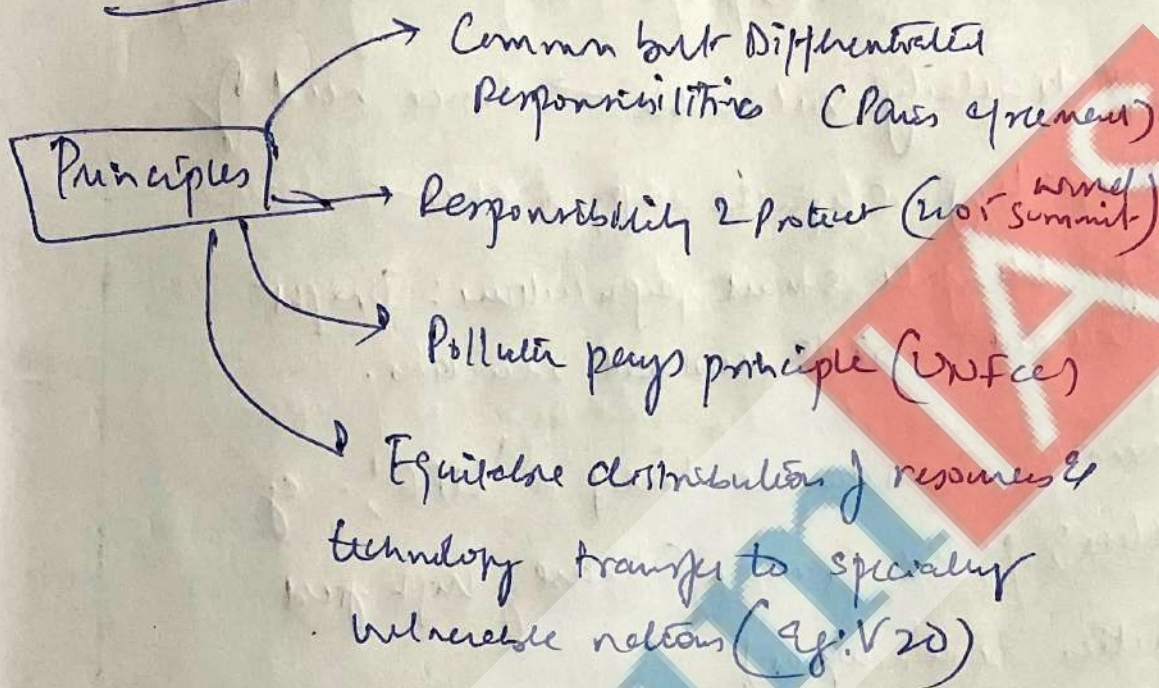 Common but Differentiated
Responsibilities (Paris agreement)
Principles
Responsibility 2 Protect (2005 world summit)
Polluter pays principle (UNFCCC)
Equitable distribution of resources &
technology transfer to specially
vulnerable nations (Eg: V20)
IAS